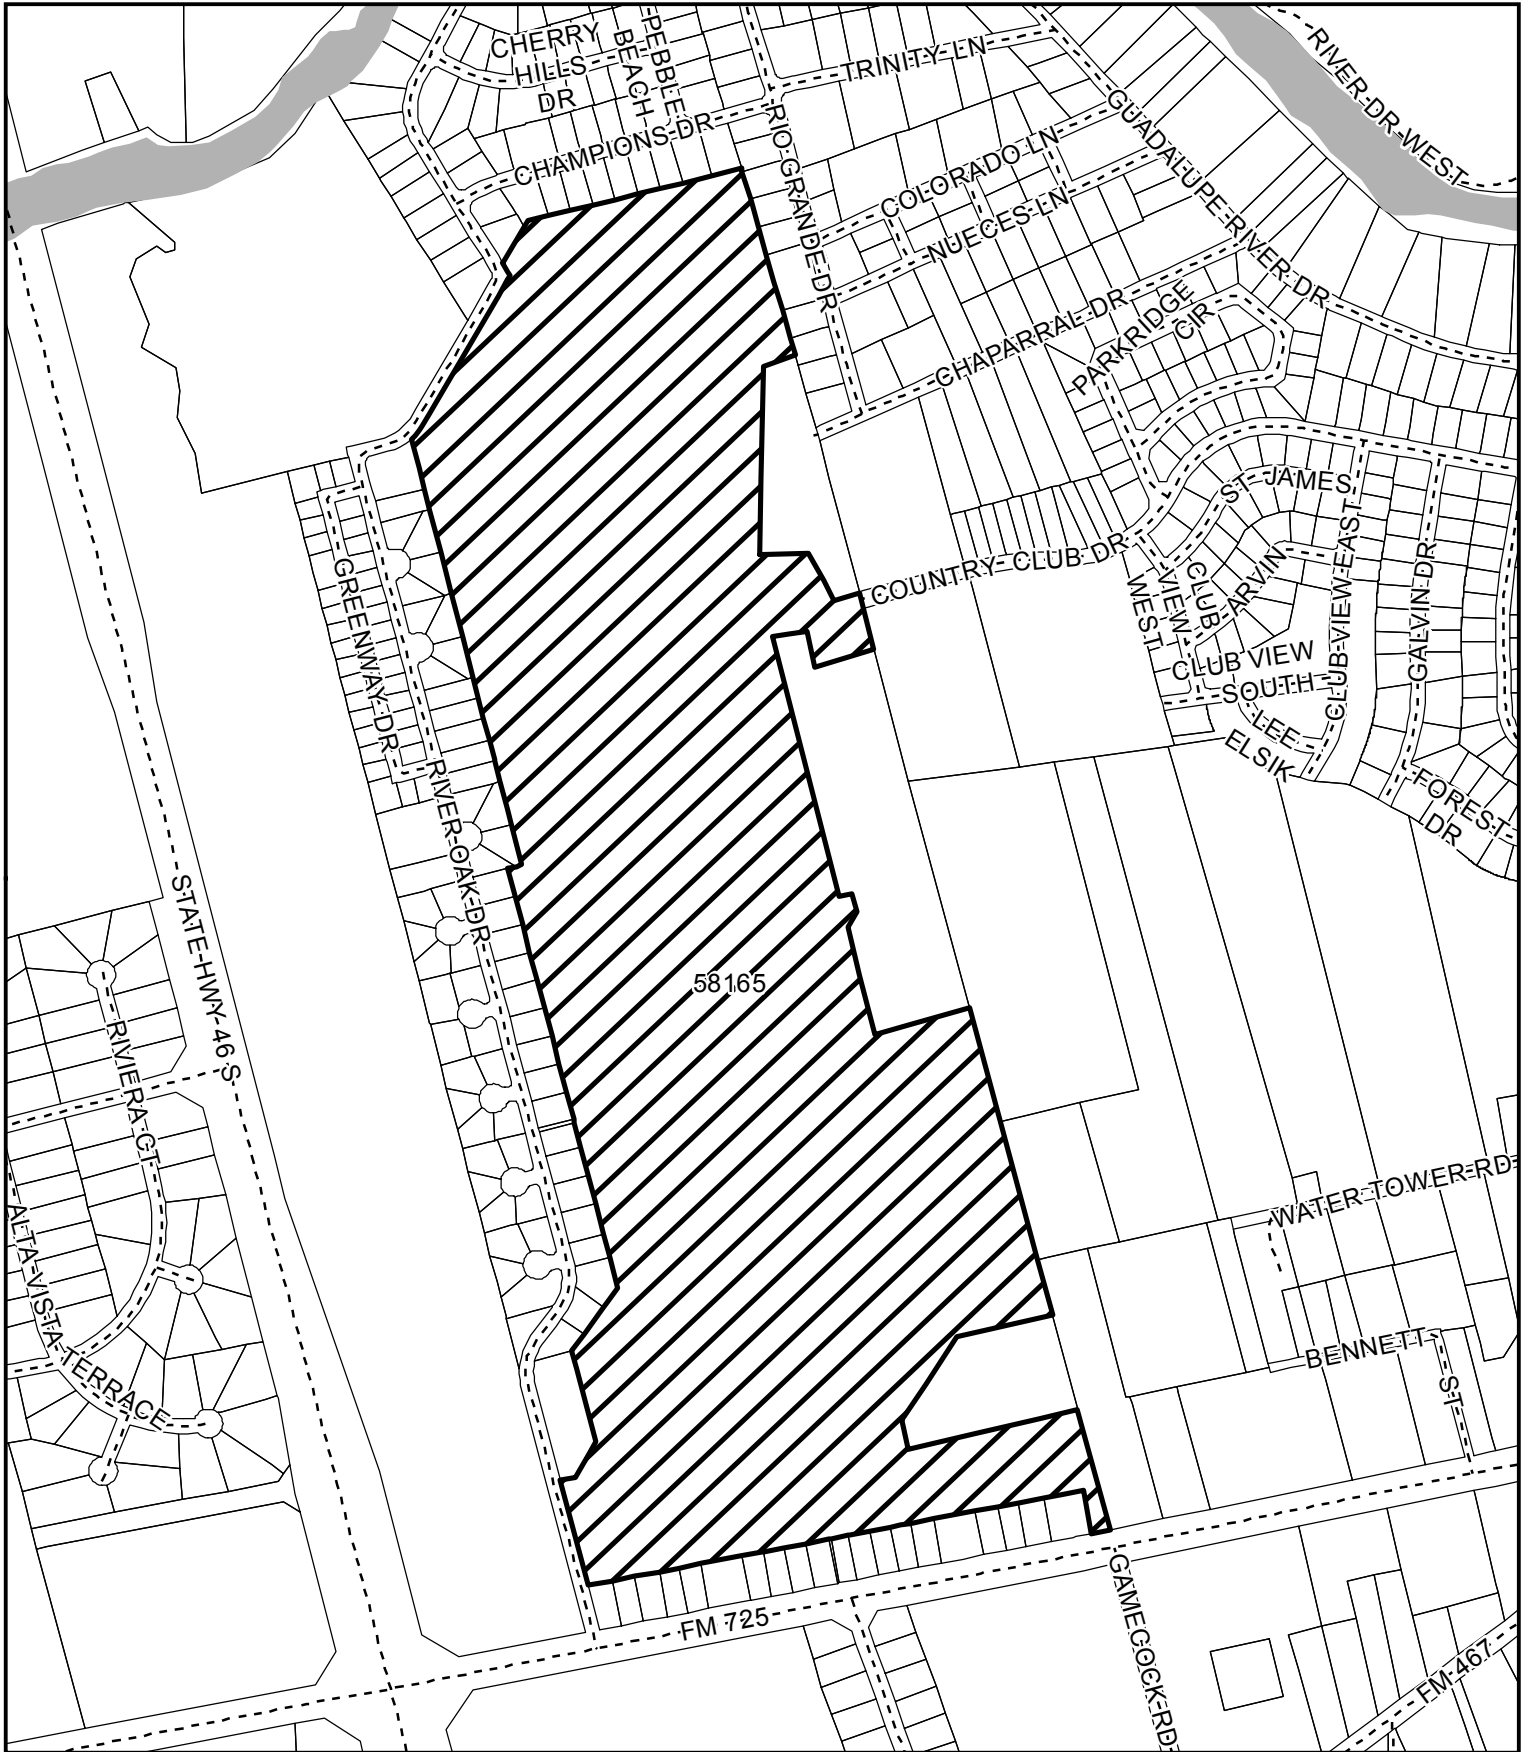 CHERRY
HILLS
DR
PEBBLE
BEACH
TRINITY LN
RIVER DR WEST
CHAMPIONS DR
RIO GRANDE DR
GUADALUPE RIVER DR
COLORADO LN
NUECES LN
CHAPARRAL DR
PARKRIDGE
CIR
ST JAMES
COUNTRY CLUB DR
GREENWAY DR
WEST
VIEW
CLUB
ARVIN
CLUB VIEW EAST
GALVIN DR
CLUB VIEW
SOUTH
LEE
ELSIK
FOREST
DR
RIVER OAK DR
STATE HWY 46 S
58165
RIVIERA CT
WATER TOWER RD
ALTA VISTA
TERRACE
BENNETT
ST
FM 725
GAMECOCK RD
FM 467